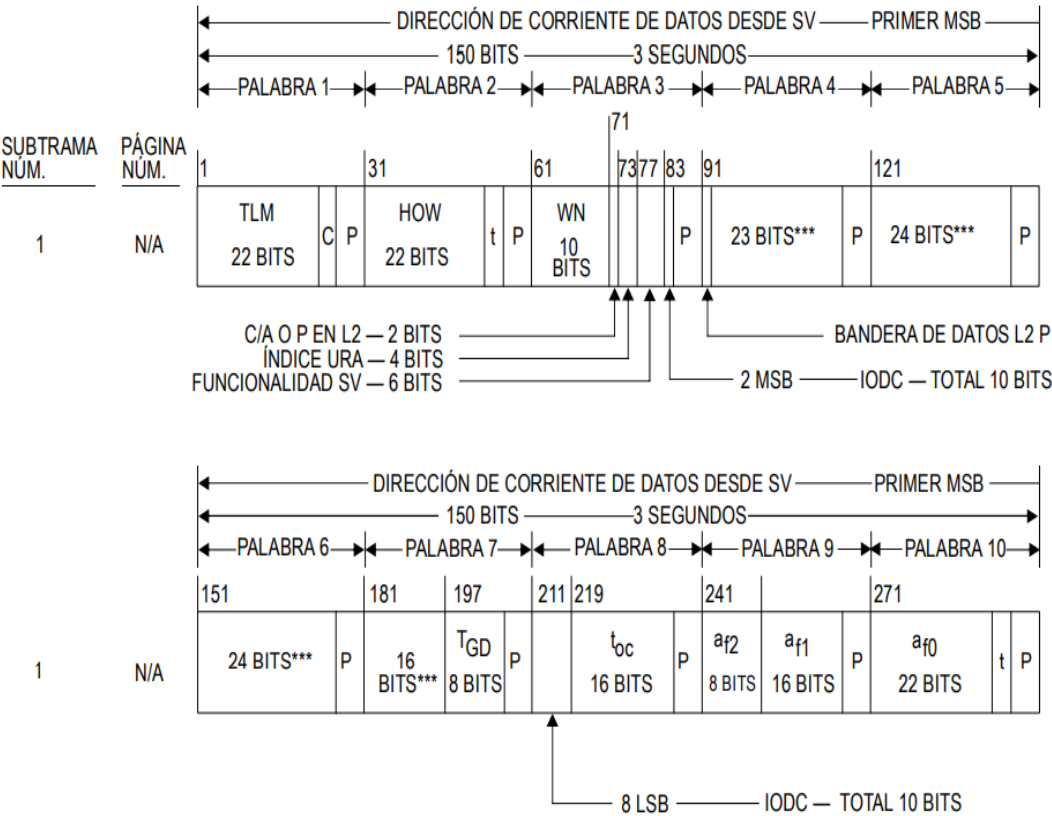 DIRECCIÓN DE CORRIENTE DE DATOS DESDE SV PRIMER MSB
150 BITS 3 SEGUNDOS
PALABRA 1 PALABRA 2 PALABRA 3 PALABRA 4 PALABRA 5
71
SUBTRAMA NÚM. PÁGINA NÚM. 1 31 61 73 77 83 91 121
1 N/A TLM 22 BITS C P HOW 22 BITS t P WN 10 BITS P 23 BITS*** P 24 BITS*** P
C/A O P EN L2 — 2 BITS BANDERA DE DATOS L2 P
ÍNDICE URA — 4 BITS
FUNCIONALIDAD SV — 6 BITS 2 MSB IODC — TOTAL 10 BITS
DIRECCIÓN DE CORRIENTE DE DATOS DESDE SV PRIMER MSB
150 BITS 3 SEGUNDOS
PALABRA 6 PALABRA 7 PALABRA 8 PALABRA 9 PALABRA 10
151 181 197 211 219 241 271
1 N/A 24 BITS*** P 16 BITS*** TGD 8 BITS P toc 16 BITS P af2 8 BITS af1 16 BITS P af0 22 BITS t P
8 LSB IODC — TOTAL 10 BITS